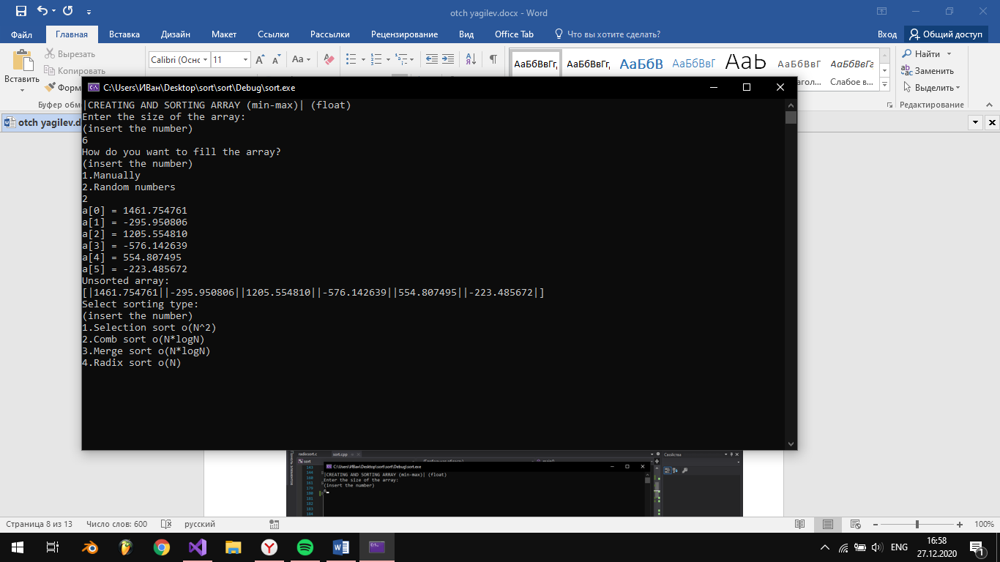 otch yagilev.docx - Word
Файл Главная Вставка Дизайн Макет Ссылки Рассылки Рецензирование Вид Office Tab Что вы хотите сделать? Вход Общий доступ
Вставить
Вырезать
Копировать
Calibri (Оснс 11
Aa
АаБбВвГг, АаБбВвГг, АаБбВ АаБбВвГ Aab АаБбВвГ АаБбВвГг
Слабое в...
Найти
Заменить
Выделить
Редактирование
otch yagilev.d
C:\Users\ИВан\Desktop\sort\sort\Debug\sort.exe
|CREATING AND SORTING ARRAY (min-max)| (float)
Enter the size of the array:
(insert the number)
6
How do you want to fill the array?
(insert the number)
1.Manually
2.Random numbers
2
a[0] = 1461.754761
a[1] = -295.950806
a[2] = 1205.554810
a[3] = -576.142639
a[4] = 554.807495
a[5] = -223.485672
Unsorted array:
[|1461.754761||-295.950806||1205.554810||-576.142639||554.807495||-223.485672|]
Select sorting type:
(insert the number)
1.Selection sort o(N^2)
2.Comb sort o(N*logN)
3.Merge sort o(N*logN)
4.Radix sort o(N)
radixsort.c sort.cpp
sort
Свойства
C:\Users\ИВан\Desktop\sort\sort\Debug\sort.exe
|CREATING AND SORTING ARRAY (min-max)| (float)
Enter the size of the array:
(insert the number)
6
Страница 8 из 13 Число слов: 600 русский 100%
ENG
16:58
27.12.2020
1